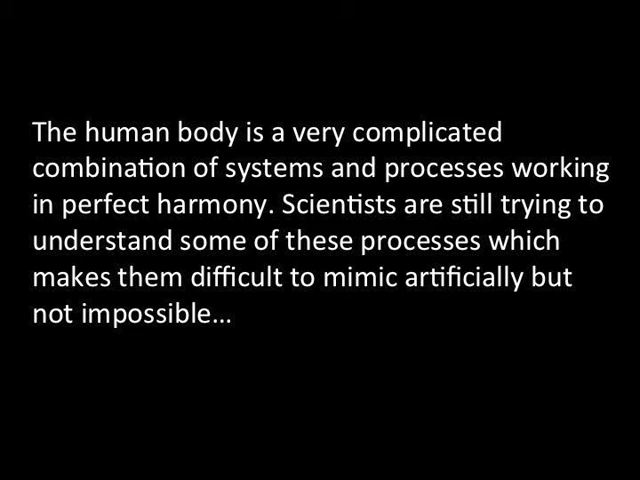 The human body is a very complicated
combination of systems and processes working
in perfect harmony. Scientists are still trying to
understand some of these processes which
makes them difficult to mimic artificially but
not impossible...